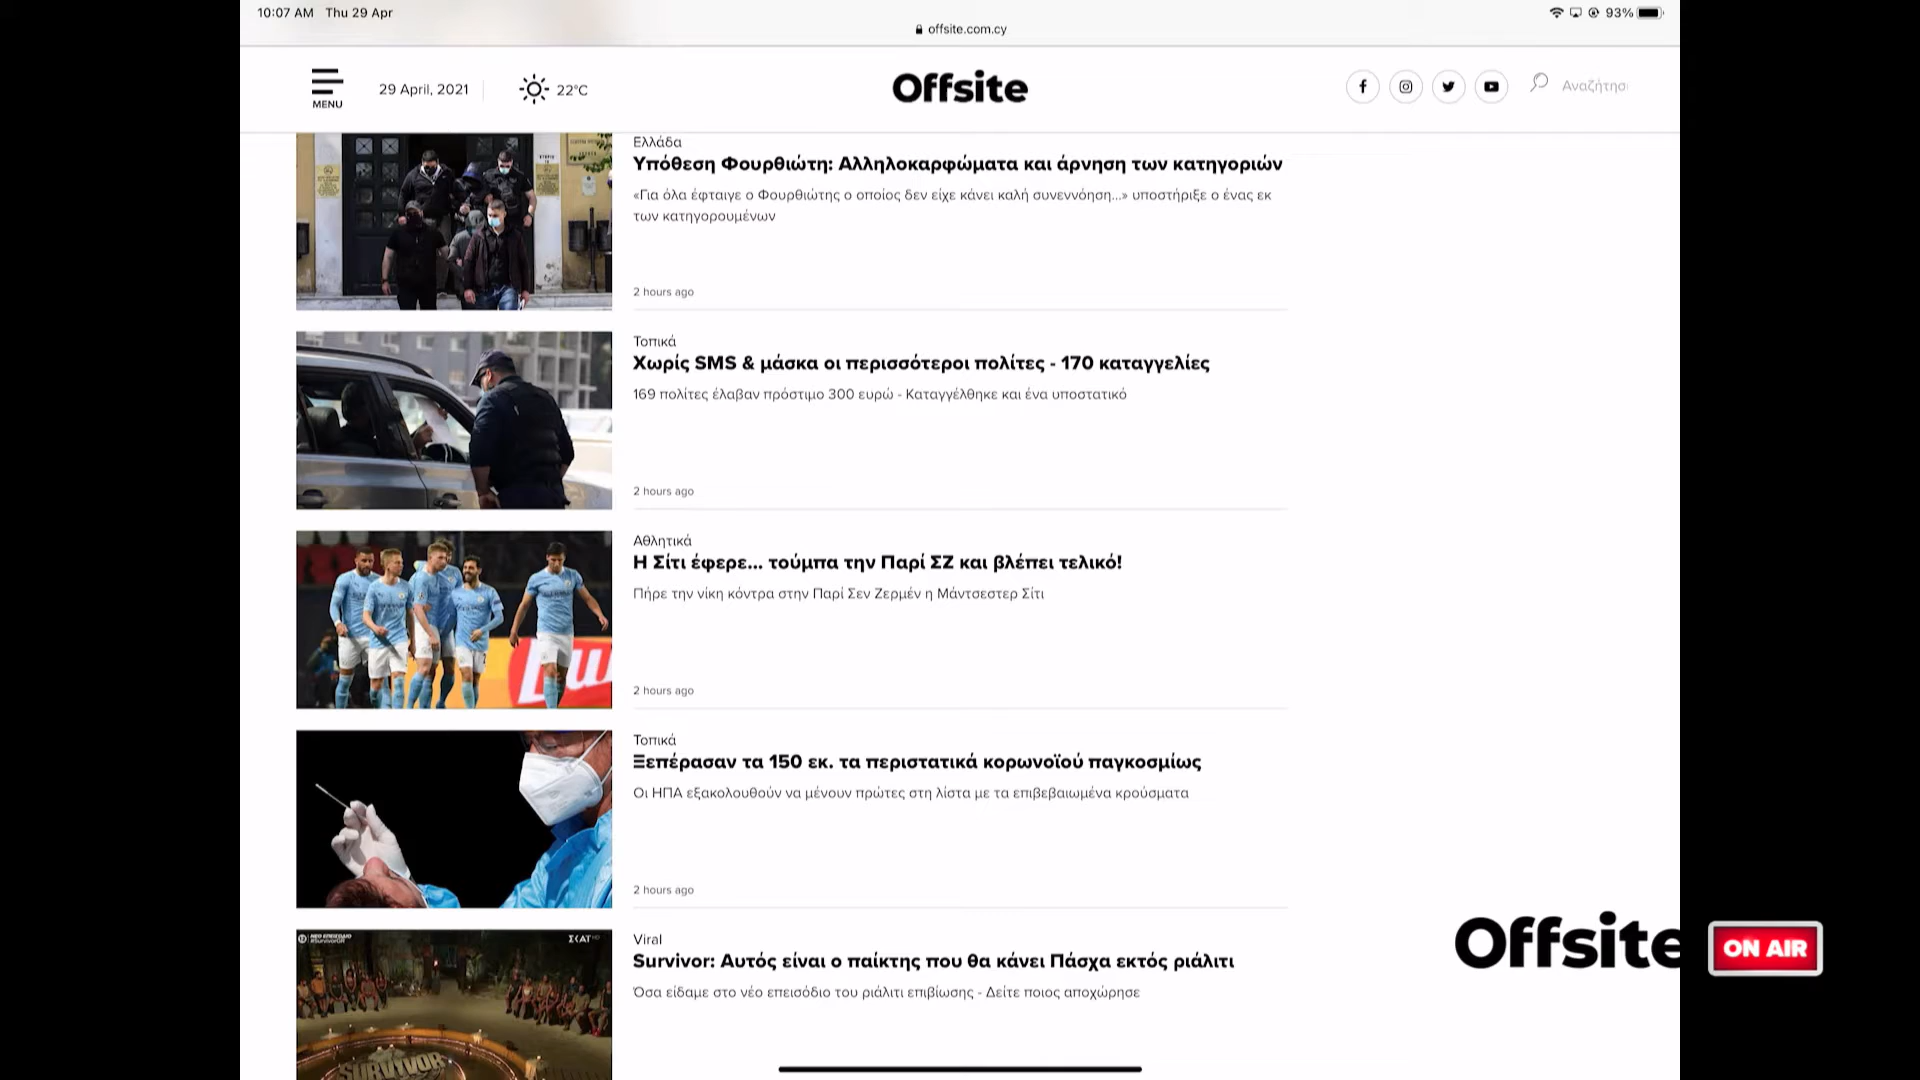 10:07 AM Thu 29 Apr
93%
offsite.com.cy
MENU
29 April, 2021
22°C
Offsite
Αναζήτησ
Ελλάδα
Υπόθεση Φουρθιώτη: Αλληλοκαρφώματα και άρνηση των κατηγοριών
«Για όλα έφταιγε ο Φουρθιώτης ο οποίος δεν είχε κάνει καλή συνεννόηση...» υποστήριξε ο ένας εκ
των κατηγορουμένων
2 hours ago
Τοπικά
Χωρίς SMS & μάσκα οι περισσότεροι πολίτες - 170 καταγγελίες
169 πολίτες έλαβαν πρόστιμο 300 ευρώ - Καταγγέλθηκε και ένα υποστατικό
2 hours ago
Αθλητικά
Η Σίτι έφερε... τούμπα την Παρί ΣΖ και βλέπει τελικό!
Πήρε την νίκη κόντρα στην Παρί Σεν Ζερμέν η Μάντσεστερ Σίτι
2 hours ago
Τοπικά
Ξεπέρασαν τα 150 εκ. τα περιστατικά κορωνοϊού παγκοσμίως
Οι ΗΠΑ εξακολουθούν να μένουν πρώτες στη λίστα με τα επιβεβαιωμένα κρούσματα
2 hours ago
Viral
Survivor: Αυτός είναι ο παίκτης που θα κάνει Πάσχα εκτός ριάλιτι
Όσα είδαμε στο νέο επεισόδιο του ριάλιτι επιβίωσης - Δείτε ποιος αποχώρησε
ΣΚΑΪ
SURVIVOR
Offsite
ON AIR